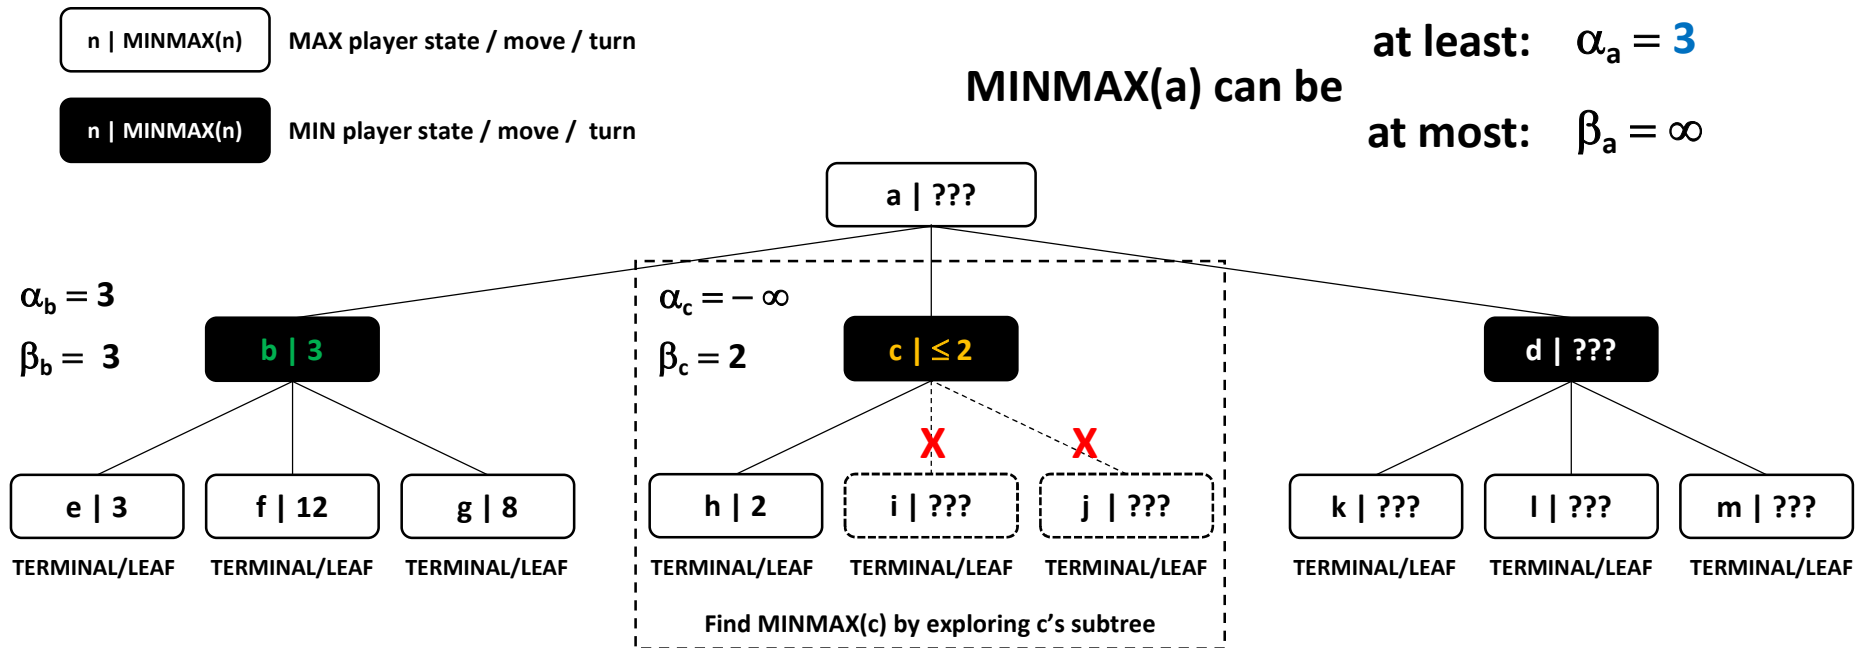 n | MINMAX(n) MAX player state / move / turn
n | MINMAX(n) MIN player state / move / turn
at least: αa = 3
MINMAX(a) can be
at most: βa = ∞
a | ???
αb = 3
βb = 3
b | 3
αc = − ∞
βc = 2
c | ≤ 2
d | ???
X X
e | 3 f | 12 g | 8 h | 2 i | ??? j | ??? k | ??? l | ??? m | ???
TERMINAL/LEAF TERMINAL/LEAF TERMINAL/LEAF TERMINAL/LEAF TERMINAL/LEAF TERMINAL/LEAF TERMINAL/LEAF TERMINAL/LEAF TERMINAL/LEAF
Find MINMAX(c) by exploring c’s subtree